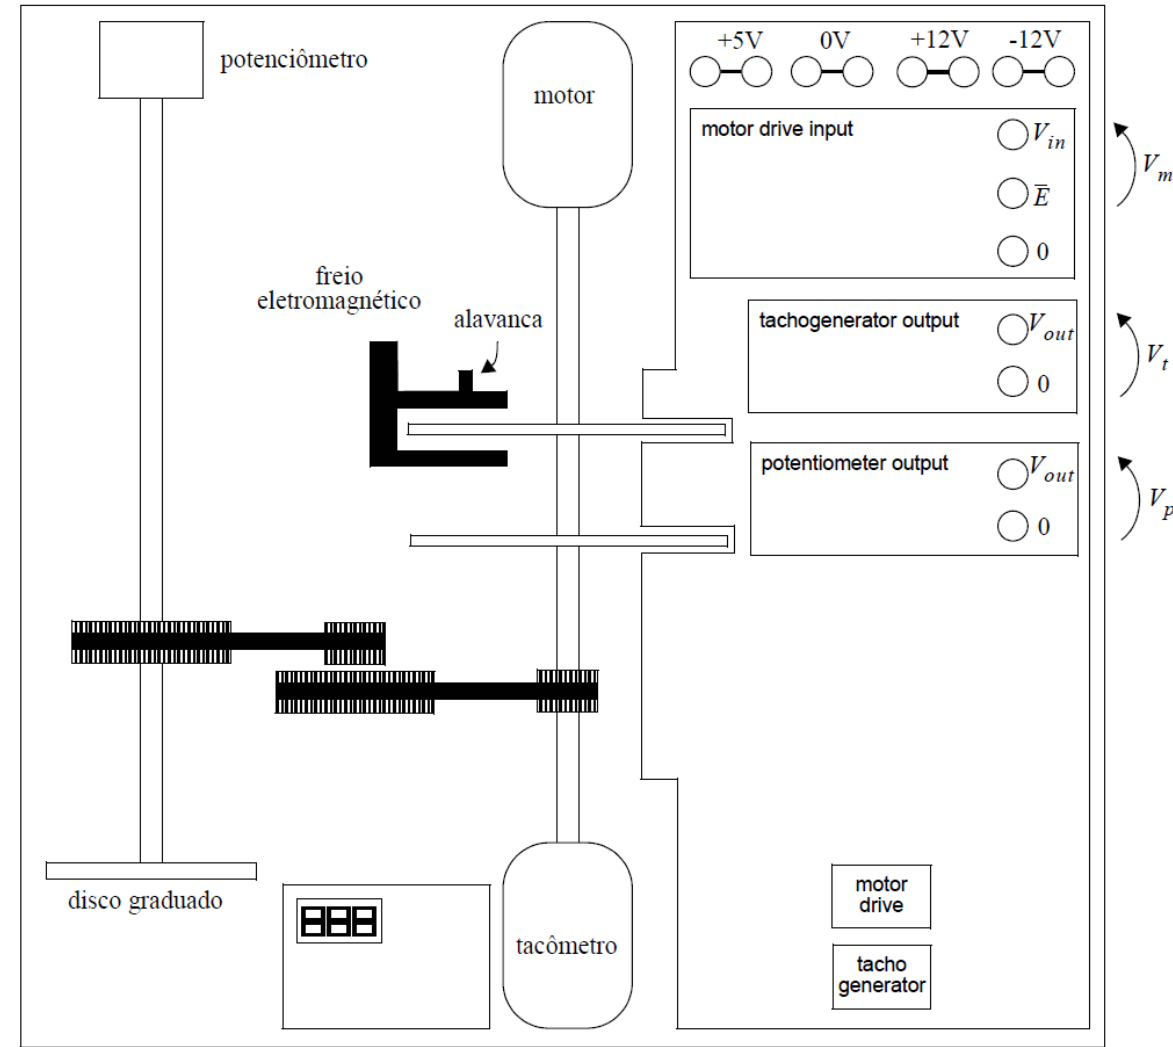 potenciômetro
motor
+5V 0V +12V -12V
motor drive input
V_in
Ē
0
V_m
freio
eletromagnético
alavanca
tachogenerator output
V_out
0
V_t
potentiometer output
V_out
0
V_p
disco graduado
888
tacômetro
motor
drive
tacho
generator